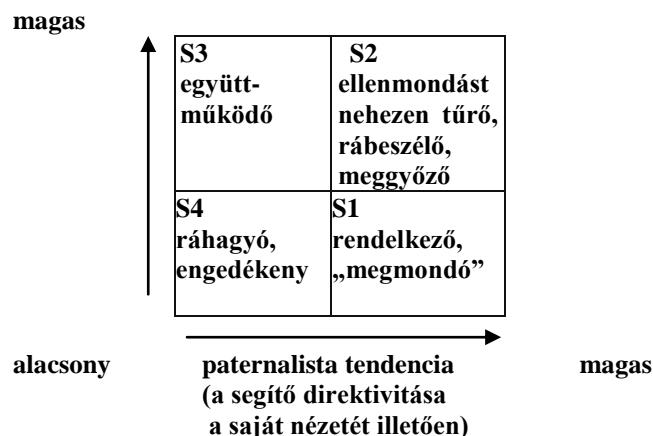 magas
S3
együtt-
működő
S2
ellenmondást
nehezen tűrő,
rábeszélő,
meggyőző
S4
ráhagyó,
engedékeny
S1
rendelkező,
„megmondó”
alacsony paternalista tendencia magas
(a segítő direktivitása
a saját nézetét illetően)